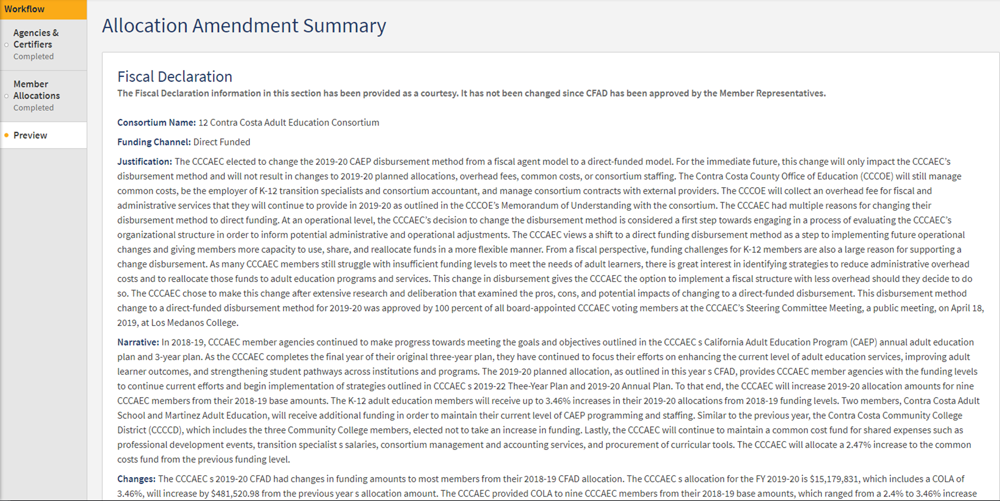 Workflow
Agencies &
Certifiers
Completed
Member
Allocations
Completed
Preview
Allocation Amendment Summary
Fiscal Declaration
The Fiscal Declaration information in this section has been provided as a courtesy. It has not been changed since CFAD has been approved by the Member Representatives.
Consortium Name: 12 Contra Costa Adult Education Consortium
Funding Channel: Direct Funded
Justification: The CCCAEC elected to change the 2019-20 CAEP disbursement method from a fiscal agent model to a direct-funded model. For the immediate future, this change will only impact the CCCAEC's
disbursement method and will not result in changes to 2019-20 planned allocations, overhead fees, common costs, or consortium staffing. The Contra Costa County Office of Education (CCCOE) will still manage
common costs, be the employer of K-12 transition specialists and consortium accountant, and manage consortium contracts with external providers. The CCCOE will collect an overhead fee for fiscal and
administrative services that they will continue to provide in 2019-20 as outlined in the CCCOE's Memorandum of Understanding with the consortium. The CCCAEC had multiple reasons for changing their
disbursement method to direct funding. At an operational level, the CCCAEC's decision to change the disbursement method is considered a first step towards engaging in a process of evaluating the CCCAEC's
organizational structure in order to inform potential administrative and operational adjustments. The CCCAEC views a shift to a direct funding disbursement method as a step to implementing future operational
changes and giving members more capacity to use, share, and reallocate funds in a more flexible manner. From a fiscal perspective, funding challenges for K-12 members are also a large reason for supporting a
change disbursement. As many CCCAEC members still struggle with insufficient funding levels to meet the needs of adult learners, there is great interest in identifying strategies to reduce administrative overhead
costs and to reallocate those funds to adult education programs and services. This change in disbursement gives the CCCAEC the option to implement a fiscal structure with less overhead should they decide to do
so. The CCCAEC chose to make this change after extensive research and deliberation that examined the pros, cons, and potential impacts of changing to a direct-funded disbursement. This disbursement method
change to a direct-funded disbursement method for 2019-20 was approved by 100 percent of all board-appointed CCCAEC voting members at the CCCAEC's Steering Committee Meeting, a public meeting, on April 18,
2019, at Los Medanos College.
Narrative: In 2018-19, CCCAEC member agencies continued to make progress towards meeting the goals and objectives outlined in the CCCAEC s California Adult Education Program (CAEP) annual adult education
plan and 3-year plan. As the CCCAEC completes the final year of their original three-year plan, they have continued to focus their efforts on enhancing the current level of adult education services, improving adult
learner outcomes, and strengthening student pathways across institutions and programs. The 2019-20 planned allocation, as outlined in this year s CFAD, provides CCCAEC member agencies with the funding levels
to continue current efforts and begin implementation of strategies outlined in CCCAEC s 2019-22 Thee-Year Plan and 2019-20 Annual Plan. To that end, the CCCAEC will increase 2019-20 allocation amounts for nine
CCCAEC members from their 2018-19 base amounts. The K-12 adult education members will receive up to 3.46% increases in their 2019-20 allocations from 2018-19 funding levels. Two members, Contra Costa Adult
School and Martinez Adult Education, will receive additional funding in order to maintain their current level of CAEP programming and staffing. Similar to the previous year, the Contra Costa Community College
District (CCCCD), which includes the three Community College members, elected not to take an increase in funding. Lastly, the CCCAEC will continue to maintain a common cost fund for shared expenses such as
professional development events, transition specialist s salaries, consortium management and accounting services, and procurement of curricular tools. The CCCAEC will allocate a 2.47% increase to the common
costs fund from the previous funding level.
Changes: The CCCAEC s 2019-20 CFAD had changes in funding amounts to most members from their 2018-19 CFAD allocation. The CCCAEC s allocation for the FY 2019-20 is $15,179,831, which includes a COLA of
3.46%, will increase by $481,520.98 from the previous year s allocation amount. The CCCAEC provided COLA to nine CCCAEC members from their 2018-19 base amounts, which ranged from a 2.4% to 3.46% increase